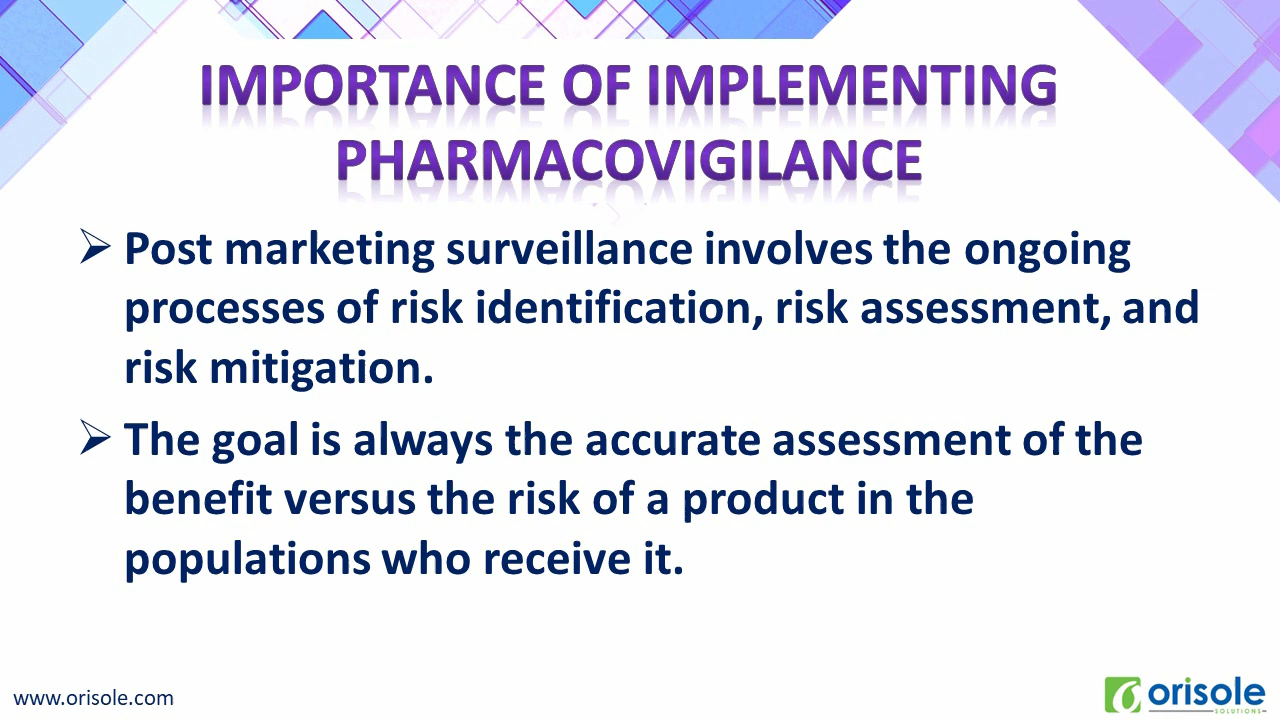 IMPORTANCE OF IMPLEMENTING
PHARMACOVIGILANCE
Post marketing surveillance involves the ongoing
processes of risk identification, risk assessment, and
risk mitigation.
The goal is always the accurate assessment of the
benefit versus the risk of a product in the
populations who receive it.
www.orisole.com
orisole
SOLUTIONS